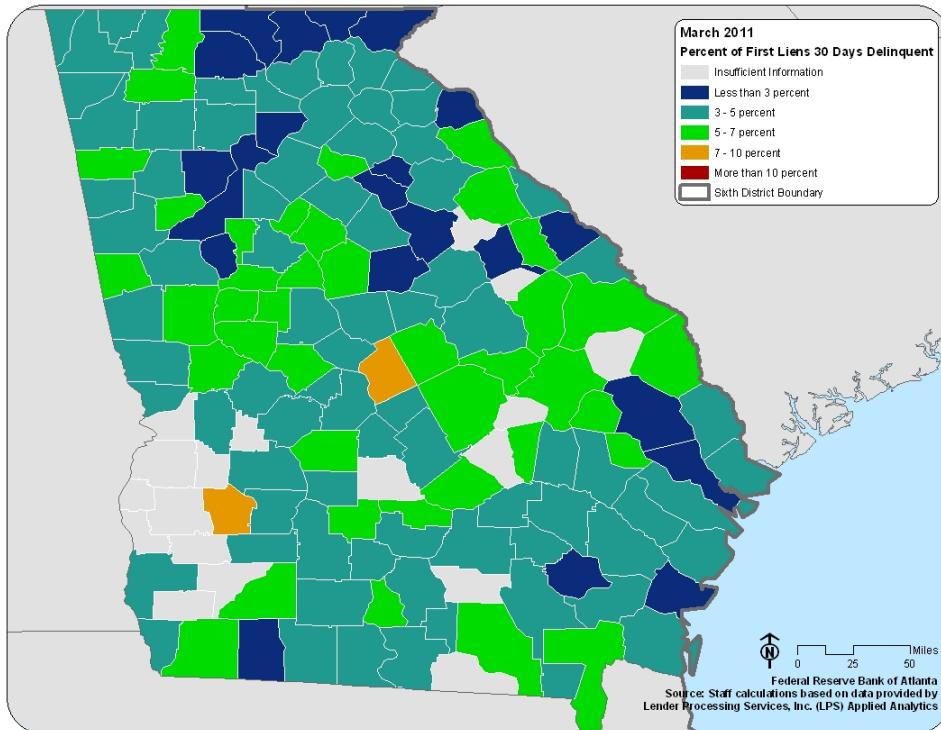 March 2011
Percent of First Liens 30 Days Delinquent
Insufficient Information
Less than 3 percent
3 - 5 percent
5 - 7 percent
7 - 10 percent
More than 10 percent
Sixth District Boundary
N
Miles
0 25 50
Federal Reserve Bank of Atlanta
Source: Staff calculations based on data provided by
Lender Processing Services, Inc. (LPS) Applied Analytics